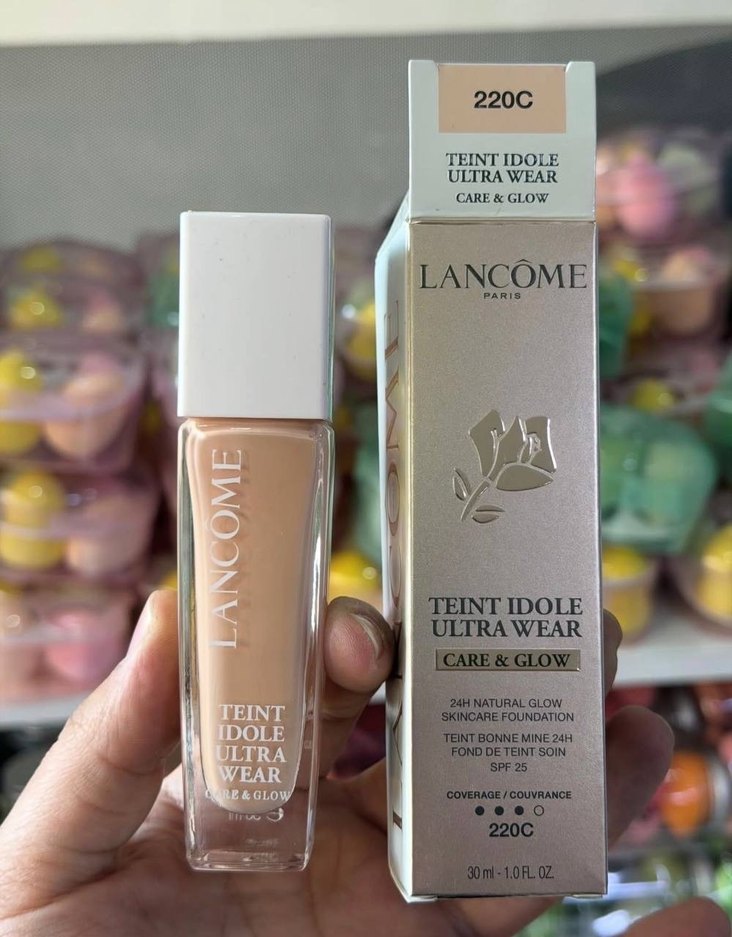 220C
TEINT IDOLE
ULTRA WEAR
CARE & GLOW
LANCÔME
PARIS
TEINT IDOLE
ULTRA WEAR
CARE & GLOW
24H NATURAL GLOW
SKINCARE FOUNDATION
TEINT BONNE MINE 24H
FOND DE TEINT SOIN
SPF 25
COVERAGE / COUVRANCE
220C
30 ml - 1.0 FL. OZ.
LANCÔME
TEINT
IDOLE
ULTRA
WEAR
CARE & GLOW